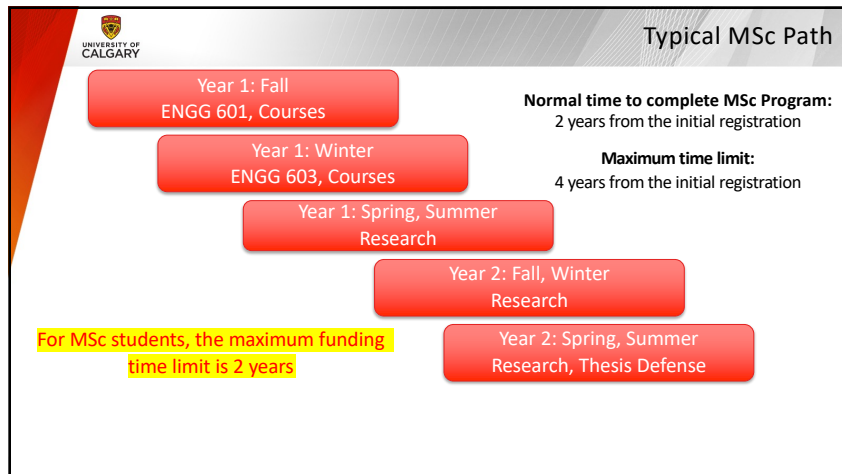 UNIVERSITY OF
CALGARY
Typical MSc Path
Year 1: Fall
ENGG 601, Courses
Normal time to complete MSc Program:
2 years from the initial registration
Year 1: Winter
ENGG 603, Courses
Maximum time limit:
4 years from the initial registration
Year 1: Spring, Summer
Research
Year 2: Fall, Winter
Research
For MSc students, the maximum funding
time limit is 2 years
Year 2: Spring, Summer
Research, Thesis Defense